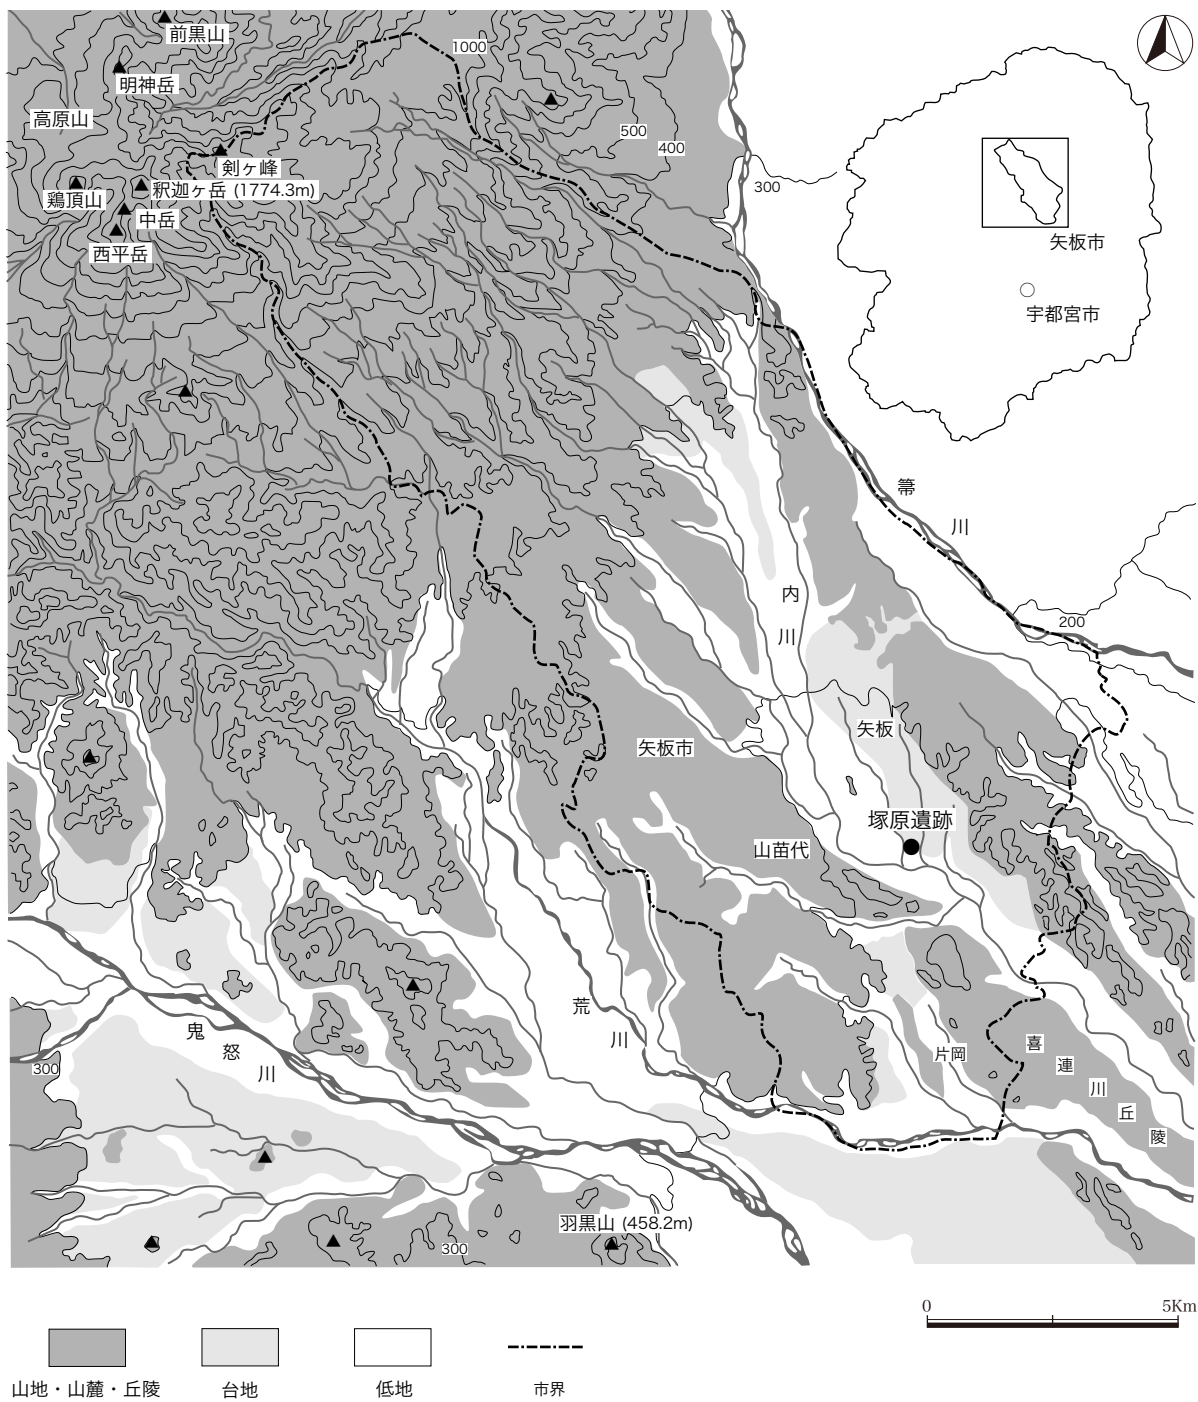 前黒山
明神岳
高原山
剣ヶ峰
鶏頂山
釈迦ヶ岳 (1774.3m)
中岳
西平岳
1000
500
400
300
矢板市
宇都宮市
箒
川
内
川
200
矢板
矢板市
塚原遺跡
山苗代
荒
川
鬼
怒
川
300
片岡
喜
連
川
丘
陵
羽黒山 (458.2m)
300
0
5Km
山地・山麓・丘陵
台地
低地
市界